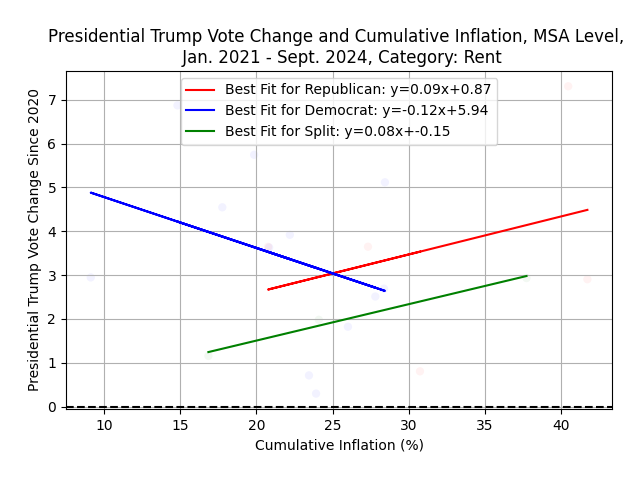 Presidential Trump Vote Change and Cumulative Inflation, MSA Level,
Jan. 2021 - Sept. 2024, Category: Rent
Best Fit for Republican: y=0.09x+0.87
Best Fit for Democrat: y=-0.12x+5.94
Best Fit for Split: y=0.08x+-0.15
Presidential Trump Vote Change Since 2020
7
6
5
4
3
2
1
0
10 15 20 25 30 35 40
Cumulative Inflation (%)